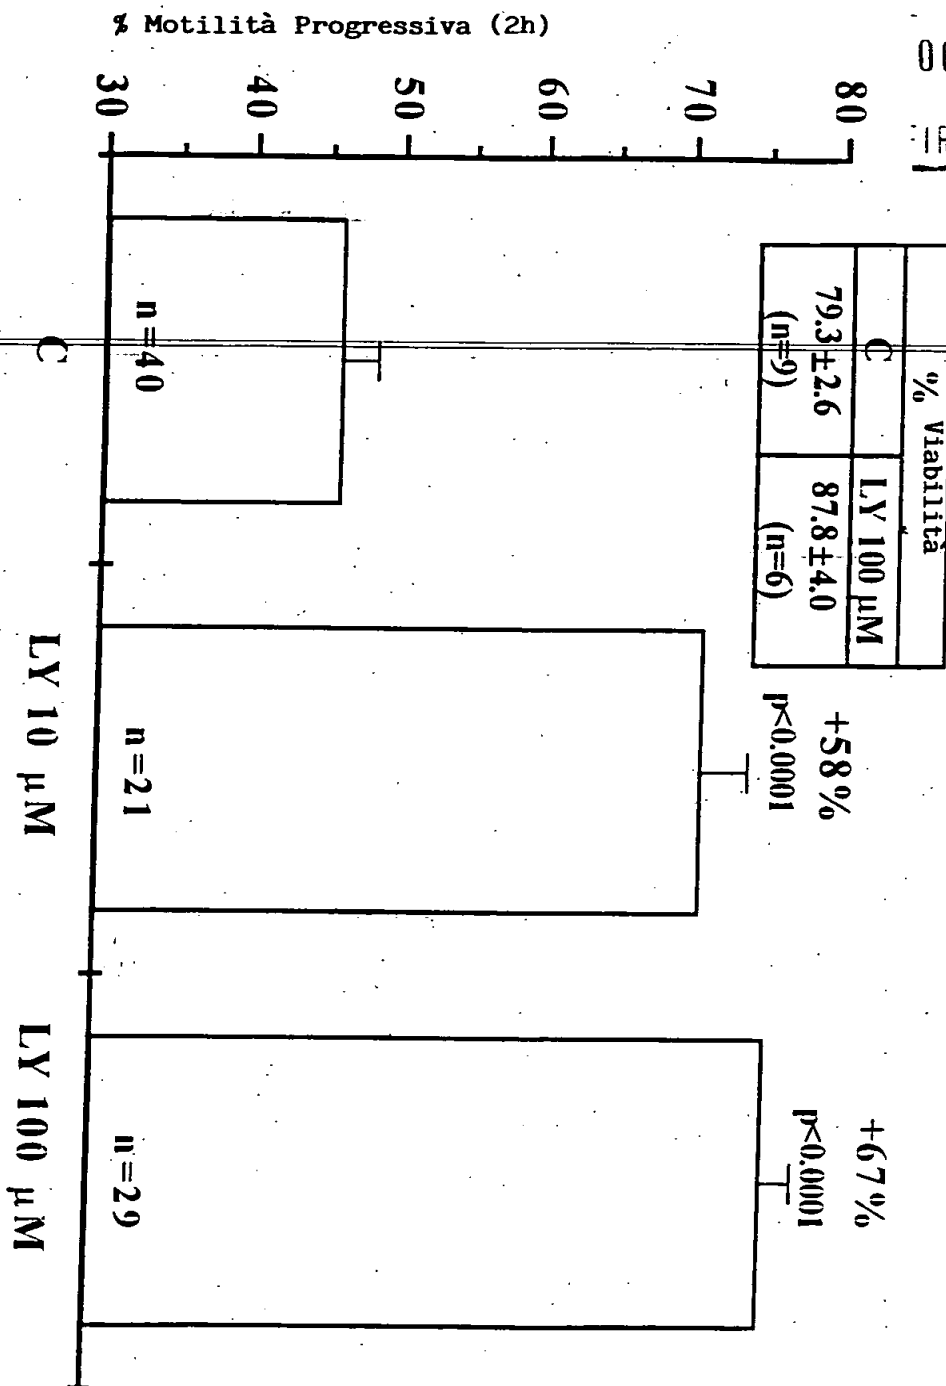 % Motilità Progressiva (2h)
80
70
60
50
40
30
% Viabilità
C
LY 100 µM
79.3±2.6
(n=9)
87.8±4.0
(n=6)
+58%
p<0.0001
+67%
p<0.0001
n=40
n=21
n=29
C
LY 10 µM
LY 100 µM